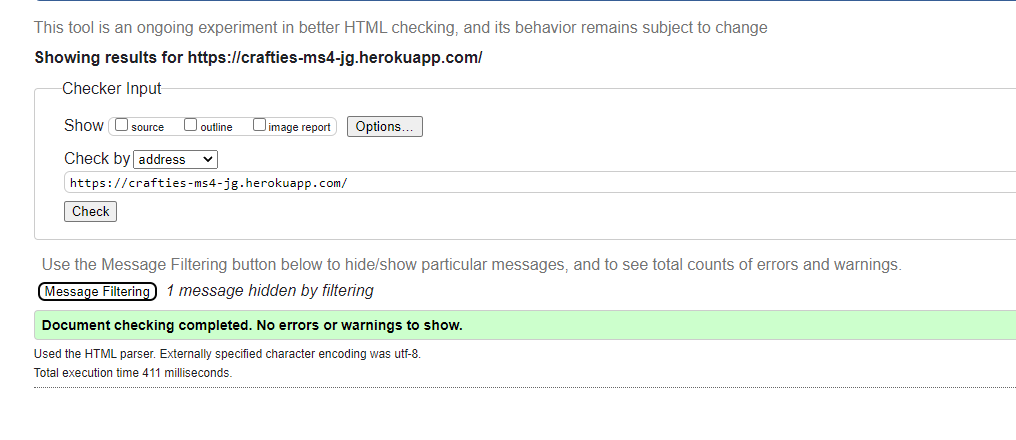 This tool is an ongoing experiment in better HTML checking, and its behavior remains subject to change
Showing results for https://crafties-ms4-jg.herokuapp.com/
Checker Input
Show source outline image report Options...
Check by address
https://crafties-ms4-jg.herokuapp.com/
Check
Use the Message Filtering button below to hide/show particular messages, and to see total counts of errors and warnings.
Message Filtering 1 message hidden by filtering
Document checking completed. No errors or warnings to show.
Used the HTML parser. Externally specified character encoding was utf-8.
Total execution time 411 milliseconds.